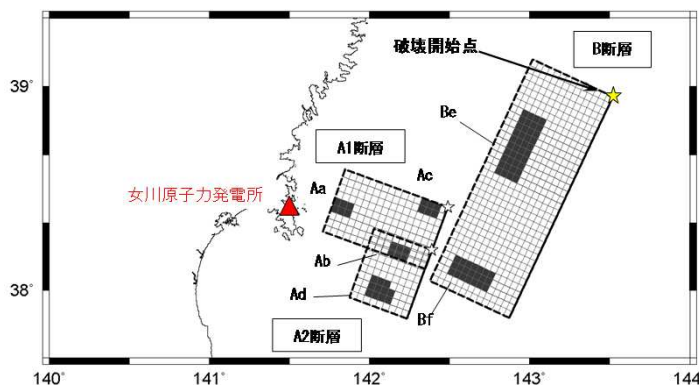 破壊開始点
B断層
39°
Be
A1断層
Aa
Ac
女川原子力発電所
Ab
38°
Ad
Bf
A2断層
140°
141°
142°
143°
144°